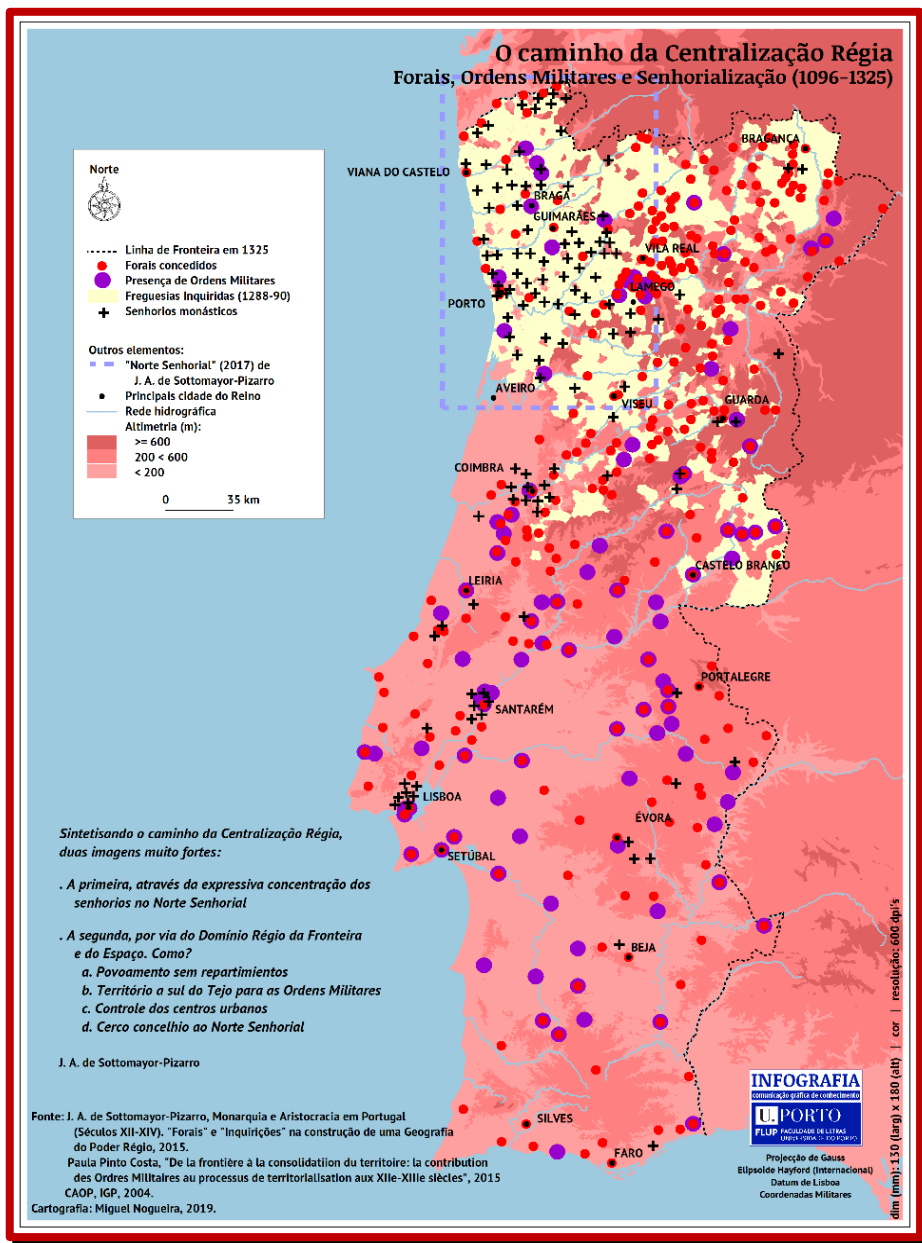 O caminho da Centralização Régia
Forais, Ordens Militares e Senhorialização (1096-1325)
Norte
Linha de Fronteira em 1325
Forais concedidos
Presença de Ordens Militares
Freguesias Inquiridas (1288-90)
Senhorios monásticos
Outros elementos:
"Norte Senhorial" (2017) de
J. A. de Sottomayor-Pizarro
Principais cidade do Reino
Rede hidrográfica
Altimetria (m):
>= 600
200 < 600
< 200
0 35 km
BRAGANÇA
VIANA DO CASTELO
BRAGA
GUIMARÃES
VILA REAL
PORTO
LAMEGO
AVEIRO
VISEU
GUARDA
COIMBRA
CASTELO BRANCO
LEIRIA
PORTALEGRE
SANTARÉM
LISBOA
ÉVORA
SETÚBAL
BEJA
SILVES
FARO
Sintetisando o caminho da Centralização Régia,
duas imagens muito fortes:
. A primeira, através da expressiva concentração dos
senhorios no Norte Senhorial
. A segunda, por via do Domínio Régio da Fronteira
e do Espaço. Como?
a. Povoamento sem repartimientos
b. Território a sul do Tejo para as Ordens Militares
c. Controle dos centros urbanos
d. Cerco concelhio ao Norte Senhorial
J. A. de Sottomayor-Pizarro
Fonte: J. A. de Sottomayor-Pizarro, Monarquia e Aristocracia em Portugal
(Séculos XII-XIV). "Forais" e "Inquirições" na construção de uma Geografia
do Poder Régio, 2015.
Paula Pinto Costa, "De la frontière à la consolidatiion du territoire: la contribution
des Ordres Militaires au processus de territorialisation aux XIIe-XIIIe siècles", 2015
CAOP, IGP, 2004.
Cartografia: Miguel Nogueira, 2019.
INFOGRAFIA
comunicação gráfica de conhecimento
U. PORTO
FLUP FACULDADE DE LETRAS
UNIVERSIDADE DO PORTO
Projecção de Gauss
Elipsoide Hayford (Internacional)
Datum de Lisboa
Coordenadas Militares
dim (mm): 130 (larg) x 180 (alt) | cor | resolução: 600 dpi's